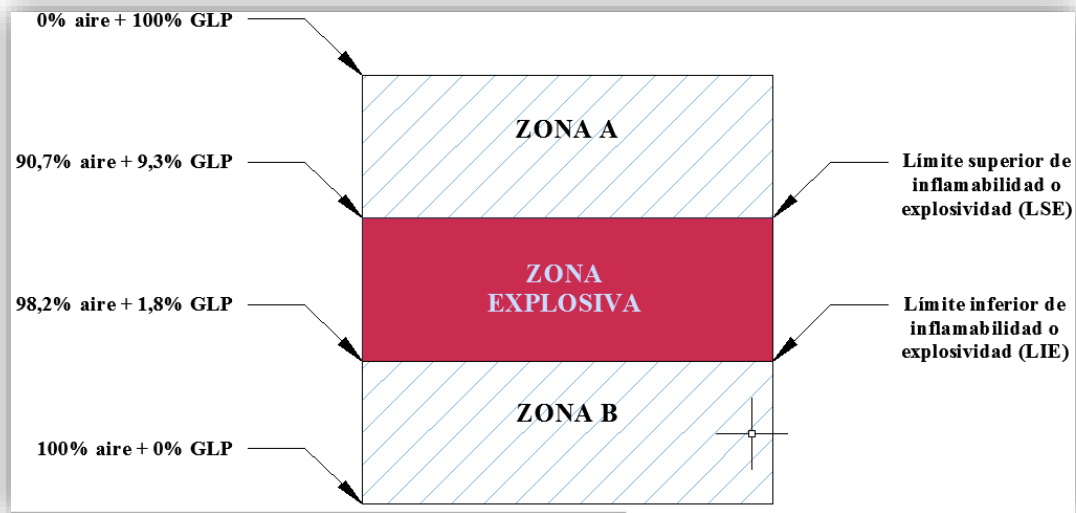 0% aire + 100% GLP
ZONA A
90,7% aire + 9,3% GLP
Límite superior de
inflamabilidad o
explosividad (LSE)
ZONA
EXPLOSIVA
98,2% aire + 1,8% GLP
Límite inferior de
inflamabilidad o
explosividad (LIE)
ZONA B
100% aire + 0% GLP